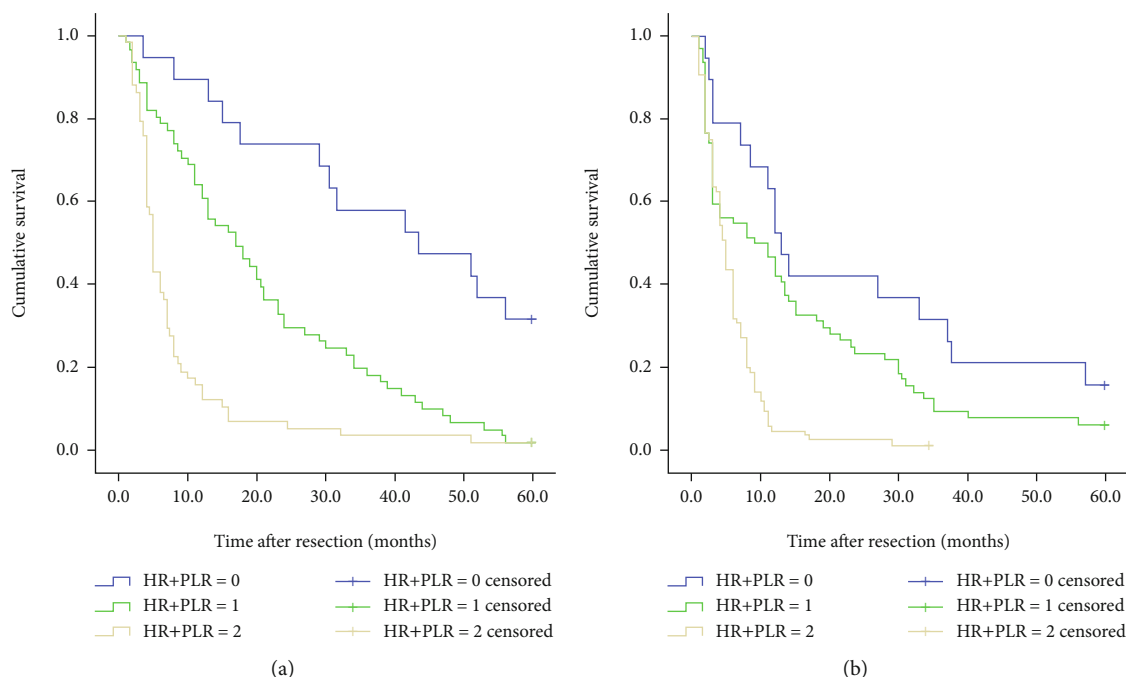 1.0
0.8
0.6
0.4
0.2
0.0
Cumulative survival
0.0 10.0 20.0 30.0 40.0 50.0 60.0
Time after resection (months)
HR+PLR = 0 HR+PLR = 0 censored
HR+PLR = 1 HR+PLR = 1 censored
HR+PLR = 2 HR+PLR = 2 censored
(a)
1.0
0.8
0.6
0.4
0.2
0.0
Cumulative survival
0.0 10.0 20.0 30.0 40.0 50.0 60.0
Time after resection (months)
HR+PLR = 0 HR+PLR = 0 censored
HR+PLR = 1 HR+PLR = 1 censored
HR+PLR = 2 HR+PLR = 2 censored
(b)